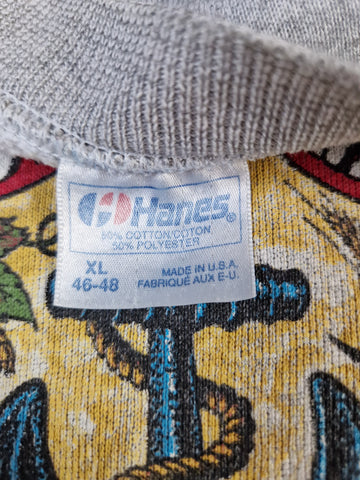 Hanes®
50% COTTON/COTON
50% POLYESTER
XL
46-48
MADE IN U.S.A.
FABRIQUÉ AUX E-U.